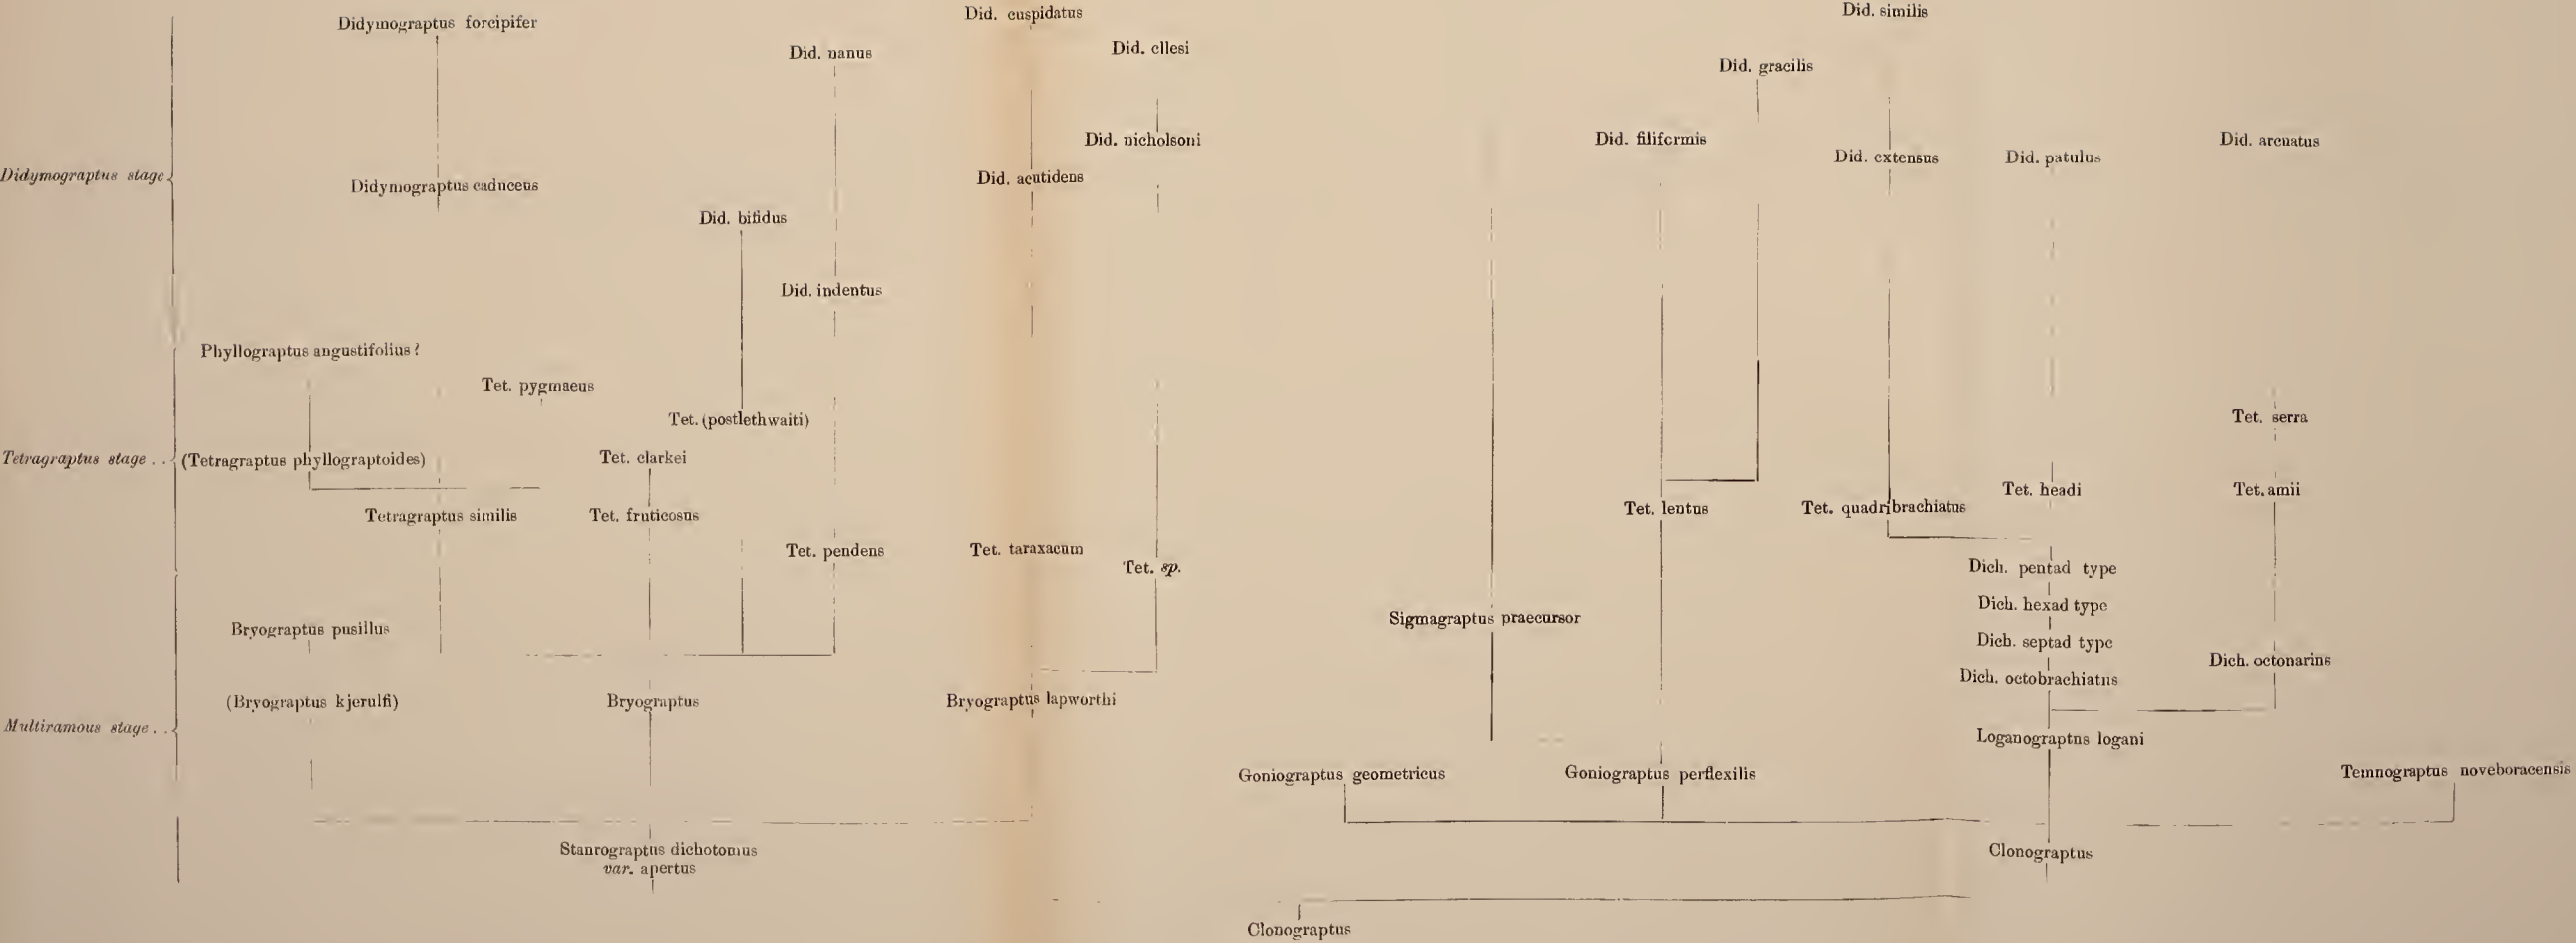 Did. cuspidatus
Did. similis
Didymograptus forcipifer
Did. ellesi
Did. nanus
Did. gracilis
Did. nicholsoni
Did. filiformis
Did. arcuatus
Did. extensus
Did. patulus
Didymograptus stage
Did. acutidens
Didymograptus caduceus
Did. bifidus
Did. indentus
Phyllograptus angustifolius?
Tet. pygmaeus
Tet. (postlethwaiti)
Tet. serra
Tetragraptus stage . .
(Tetragraptus phyllograptoides)
Tet. clarkei
Tet. headi
Tet. amii
Tetragraptus similis
Tet. fruticosus
Tet. lentus
Tet. quadribrachiatus
Tet. pendens
Tet. taraxacum
Tet. sp.
Dich. pentad type
Dich. hexad type
Sigmagraptus praecursor
Bryograptus pusillus
Dich. septad type
Dich. octonarius
Dich. octobrachiatus
(Bryograptus kjerulfi)
Bryograptus
Bryograptus lapworthi
Multiramous stage . .
Loganograptus logani
Goniograptus geometricus
Goniograptus perflexilis
Temnograptus noveboracensis
Staurograptus dichotomus
var. apertus
Clonograptus
Clonograptus